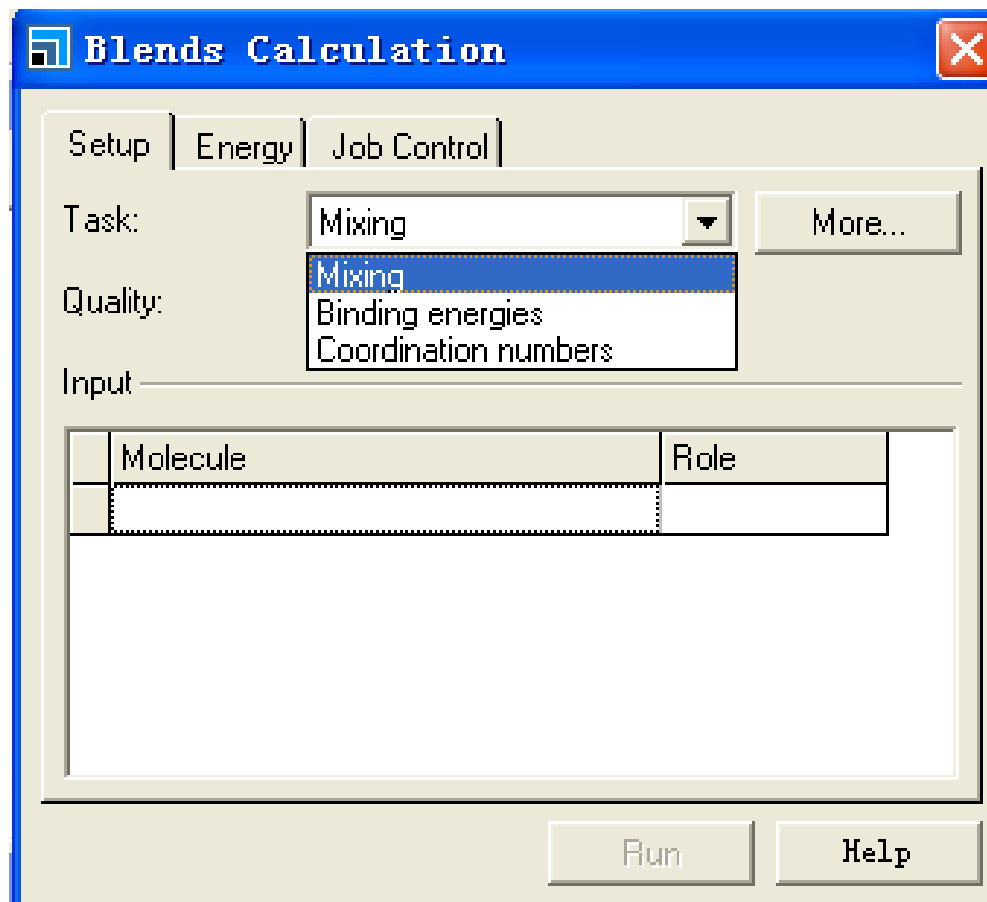 Blends Calculation
Setup Energy Job Control
Task: Mixing More...
Mixing
Quality: Binding energies
Coordination numbers
Input
Molecule Role
Run Help